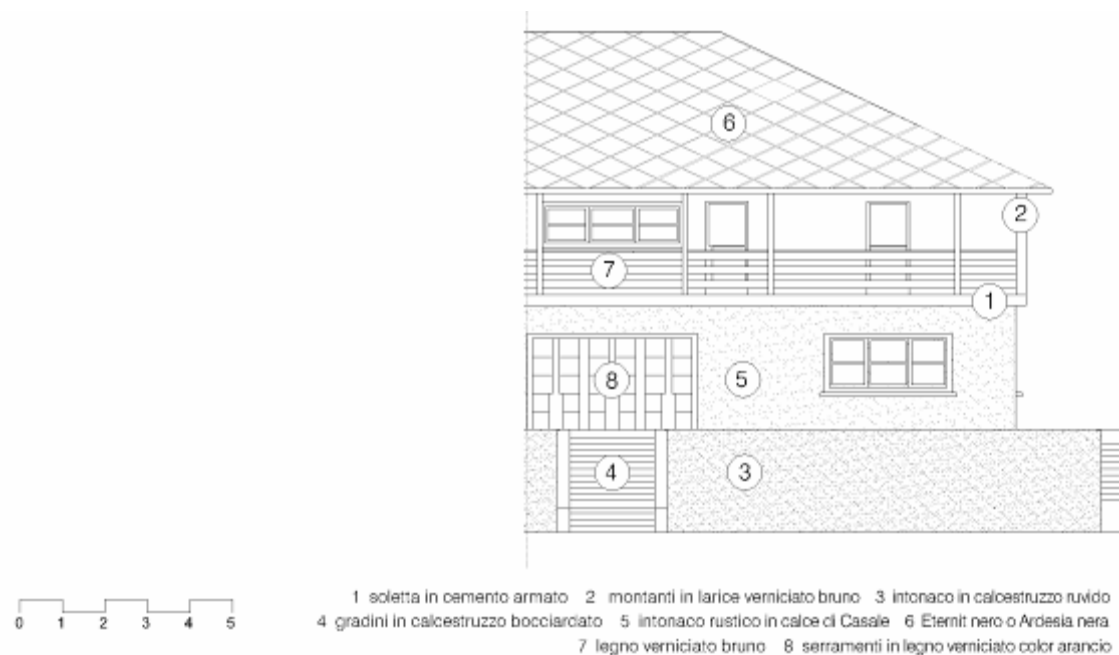 6
2
7
1
8
5
4
3
0 1 2 3 4 5
1 soletta in cemento armato 2 montanti in larice verniciato bruno 3 intonaco in calcestruzzo ruvido
4 gradini in calcestruzzo bocciardato 5 intonaco rustico in calce di Casale 6 Eternit nero o Ardesia nera
7 legno verniciato bruno 8 serramenti in legno verniciato color arancio